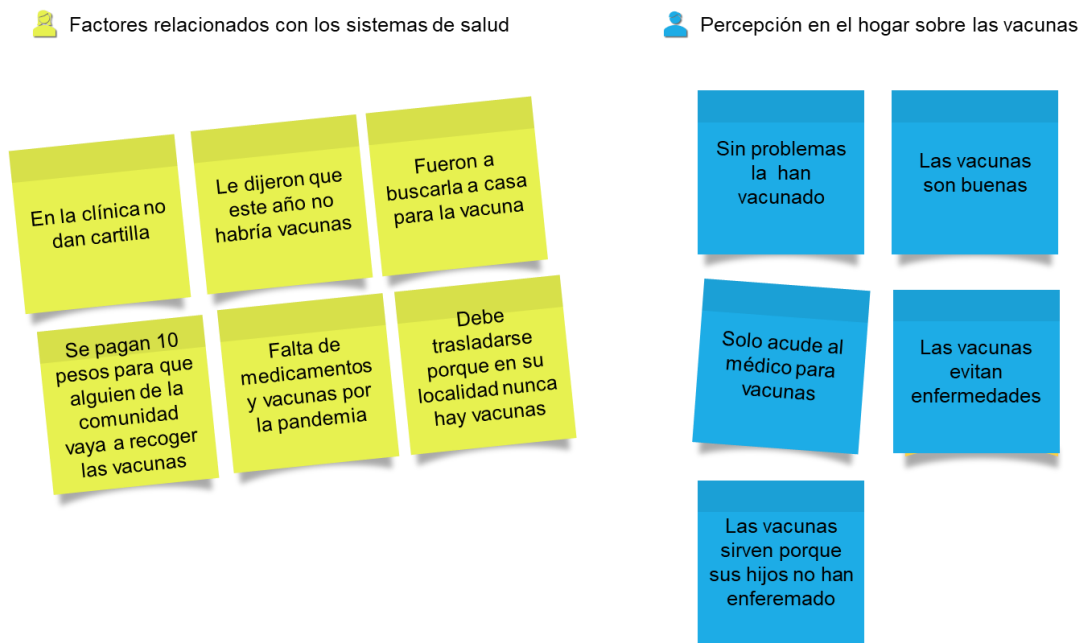 Factores relacionados con los sistemas de salud
En la clínica no
dan cartilla
Le dijeron que
este año no
habría vacunas
Fueron a
buscarla a casa
para la vacuna
Se pagan 10
pesos para que
alguien de la
comunidad
vaya a recoger
las vacunas
Falta de
medicamentos
y vacunas por
la pandemia
Debe
trasladarse
porque en su
localidad nunca
hay vacunas
Percepción en el hogar sobre las vacunas
Sin problemas
la han
vacunado
Las vacunas
son buenas
Solo acude al
médico para
vacunas
Las vacunas
evitan
enfermedades
Las vacunas
sirven porque
sus hijos no han
enferemado